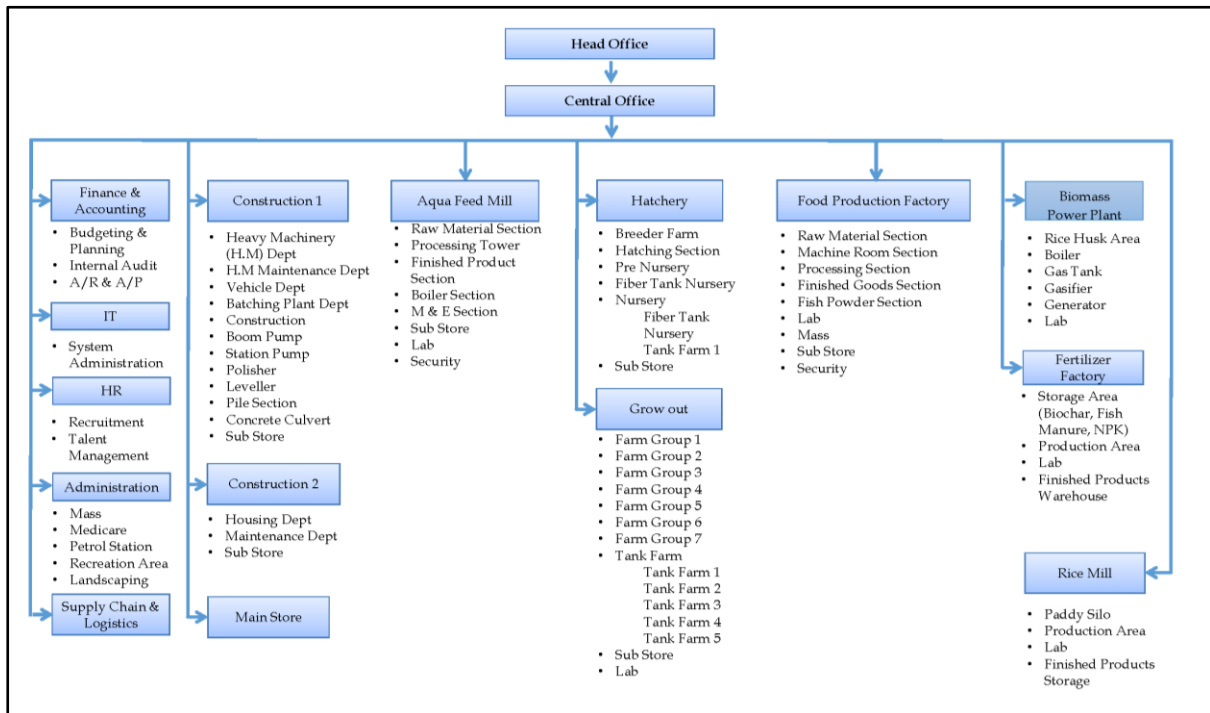 Head Office
Central Office
Finance &
Accounting
• Budgeting &
Planning
• Internal Audit
• A/R & A/P
IT
• System
Administration
HR
• Recruitment
• Talent
Management
Administration
• Mass
• Medicare
• Petrol Station
• Recreation Area
• Landscaping
Supply Chain &
Logistics
Construction 1
• Heavy Machinery
(H.M) Dept
• H.M Maintenance Dept
• Vehicle Dept
• Batching Plant Dept
• Construction
• Boom Pump
• Station Pump
• Polisher
• Leveller
• Pile Section
• Concrete Culvert
• Sub Store
Construction 2
• Housing Dept
• Maintenance Dept
• Sub Store
Main Store
Aqua Feed Mill
• Raw Material Section
• Processing Tower
• Finished Product
Section
• Boiler Section
• M & E Section
• Sub Store
• Lab
• Security
Hatchery
• Breeder Farm
• Hatching Section
• Pre Nursery
• Fiber Tank Nursery
• Nursery
Fiber Tank
Nursery
Tank Farm 1
• Sub Store
Grow out
• Farm Group 1
• Farm Group 2
• Farm Group 3
• Farm Group 4
• Farm Group 5
• Farm Group 6
• Farm Group 7
• Tank Farm
Tank Farm 1
Tank Farm 2
Tank Farm 3
Tank Farm 4
Tank Farm 5
• Sub Store
• Lab
Food Production Factory
• Raw Material Section
• Machine Room Section
• Processing Section
• Finished Goods Section
• Fish Powder Section
• Lab
• Mass
• Sub Store
• Security
Biomass
Power Plant
• Rice Husk Area
• Boiler
• Gas Tank
• Gasifier
• Generator
• Lab
Fertilizer
Factory
• Storage Area
(Biochar, Fish
Manure, NPK)
• Production Area
• Lab
• Finished Products
Warehouse
Rice Mill
• Paddy Silo
• Production Area
• Lab
• Finished Products
Storage